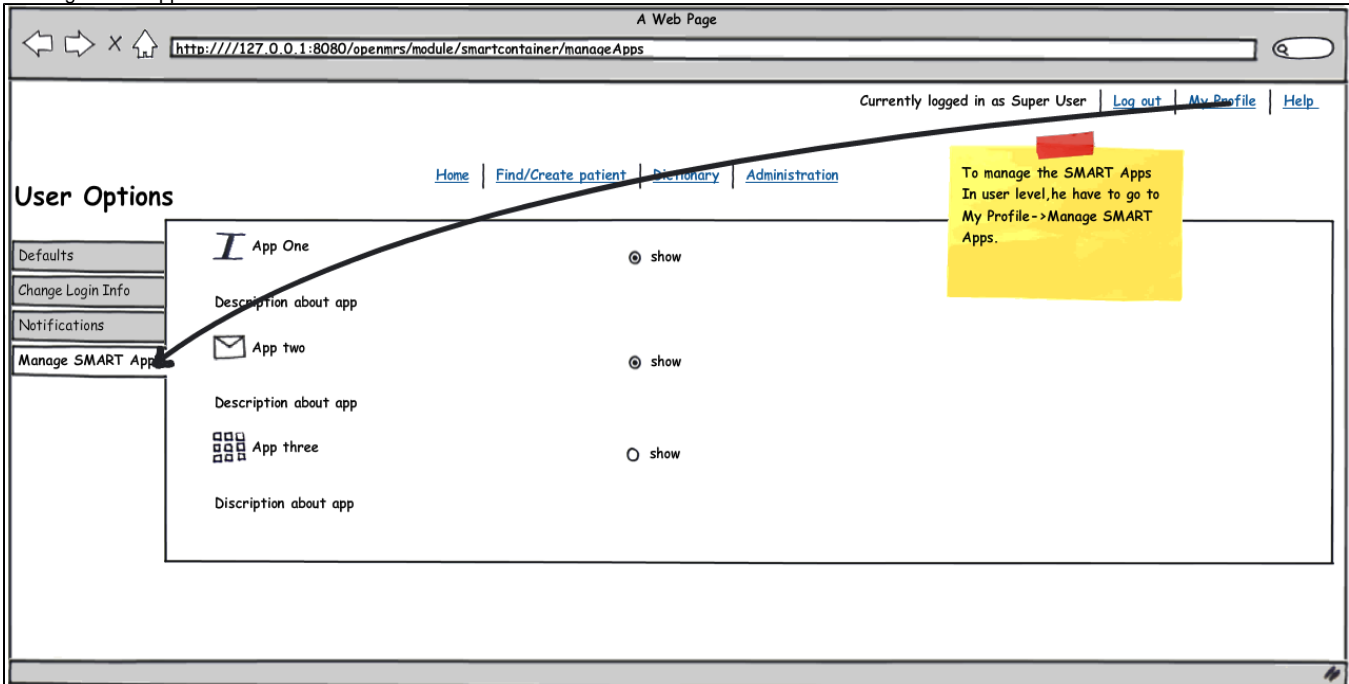 A Web Page
http:////127.0.0.1:8080/openmrs/module/smartcontainer/manageApps
Currently logged in as Super User | Log out | My Profile | Help
Home | Find/Create patient | Dictionary | Administration
To manage the SMART Apps
In user level,he have to go to
My Profile->Manage SMART
Apps.
User Options
Defaults
Change Login Info
Notifications
Manage SMART App
App One
show
Description about app
App two
show
Description about app
App three
show
Discription about app